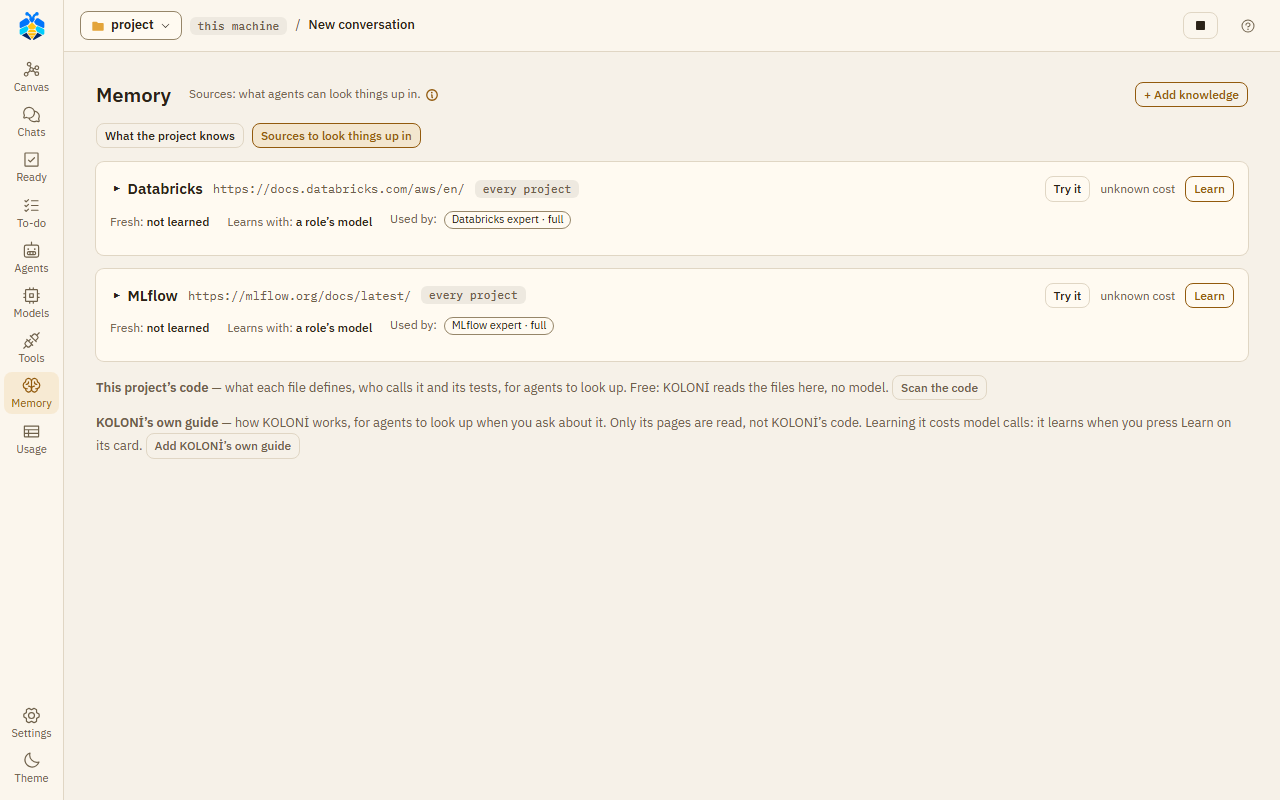 project
this machine / New conversation
Canvas
Chats
Ready
To-do
Agents
Models
Tools
Memory
Usage
Settings
Theme
Memory
Sources: what agents can look things up in.
+ Add knowledge
What the project knows
Sources to look things up in
Databricks https://docs.databricks.com/aws/en/ every project
Try it unknown cost Learn
Fresh: not learned Learns with: a role’s model Used by: Databricks expert · full
MLflow https://mlflow.org/docs/latest/ every project
Try it unknown cost Learn
Fresh: not learned Learns with: a role’s model Used by: MLflow expert · full
This project’s code — what each file defines, who calls it and its tests, for agents to look up. Free: KOLONİ reads the files here, no model. Scan the code
KOLONİ’s own guide — how KOLONİ works, for agents to look up when you ask about it. Only its pages are read, not KOLONİ’s code. Learning it costs model calls: it learns when you press Learn on
its card. Add KOLONİ’s own guide